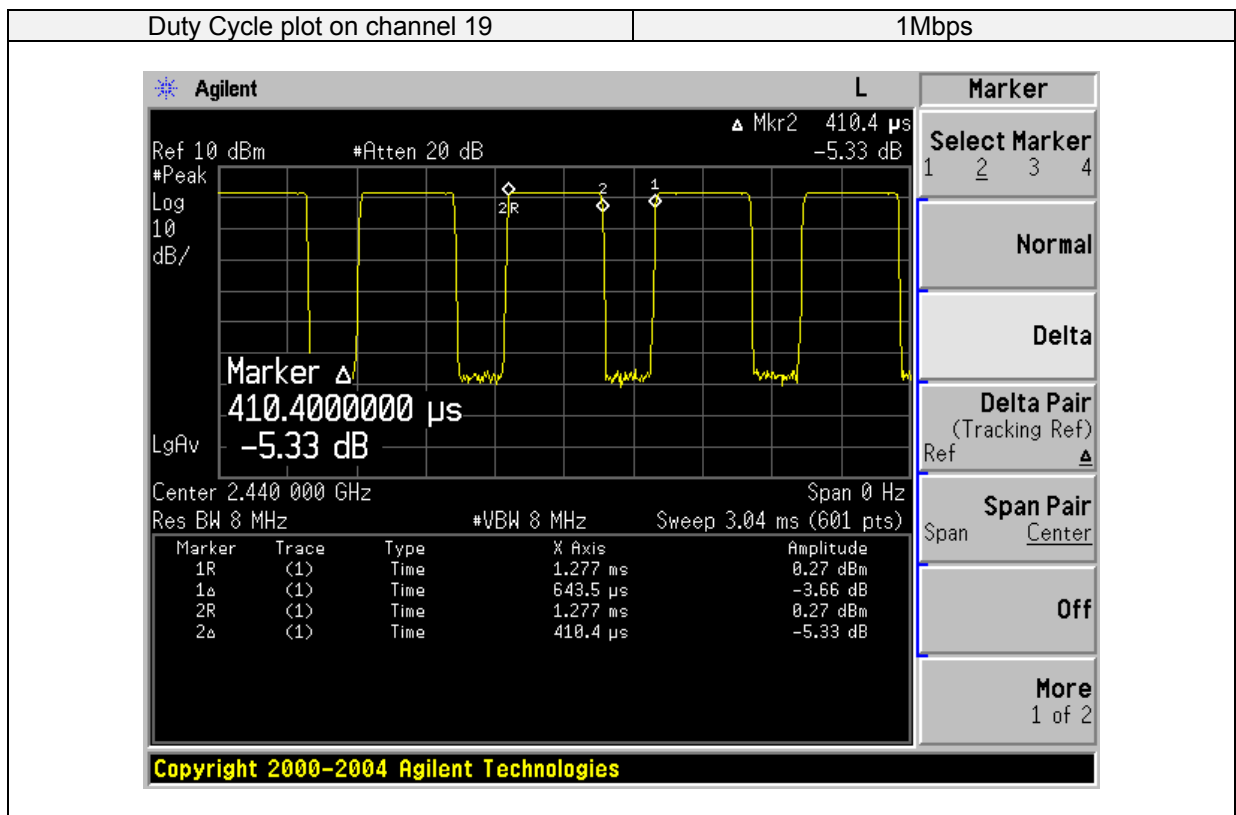 Duty Cycle plot on channel 19 1Mbps
Agilent L Marker
Δ Mkr2 410.4 μs
Ref 10 dBm #Atten 20 dB -5.33 dB
#Peak
Log
10
dB/
2R
2
1
Marker Δ
410.4000000 μs
-5.33 dB
LgAv
Center 2.440 000 GHz Span 0 Hz
Res BW 8 MHz #VBW 8 MHz Sweep 3.04 ms (601 pts)
Marker Trace Type X Axis Amplitude
1R (1) Time 1.277 ms 0.27 dBm
1Δ (1) Time 643.5 μs -3.66 dB
2R (1) Time 1.277 ms 0.27 dBm
2Δ (1) Time 410.4 μs -5.33 dB
Select Marker
1 2 3 4
Normal
Delta
Delta Pair
(Tracking Ref)
Ref Δ
Span Pair
Span Center
Off
More
1 of 2
Copyright 2000-2004 Agilent Technologies